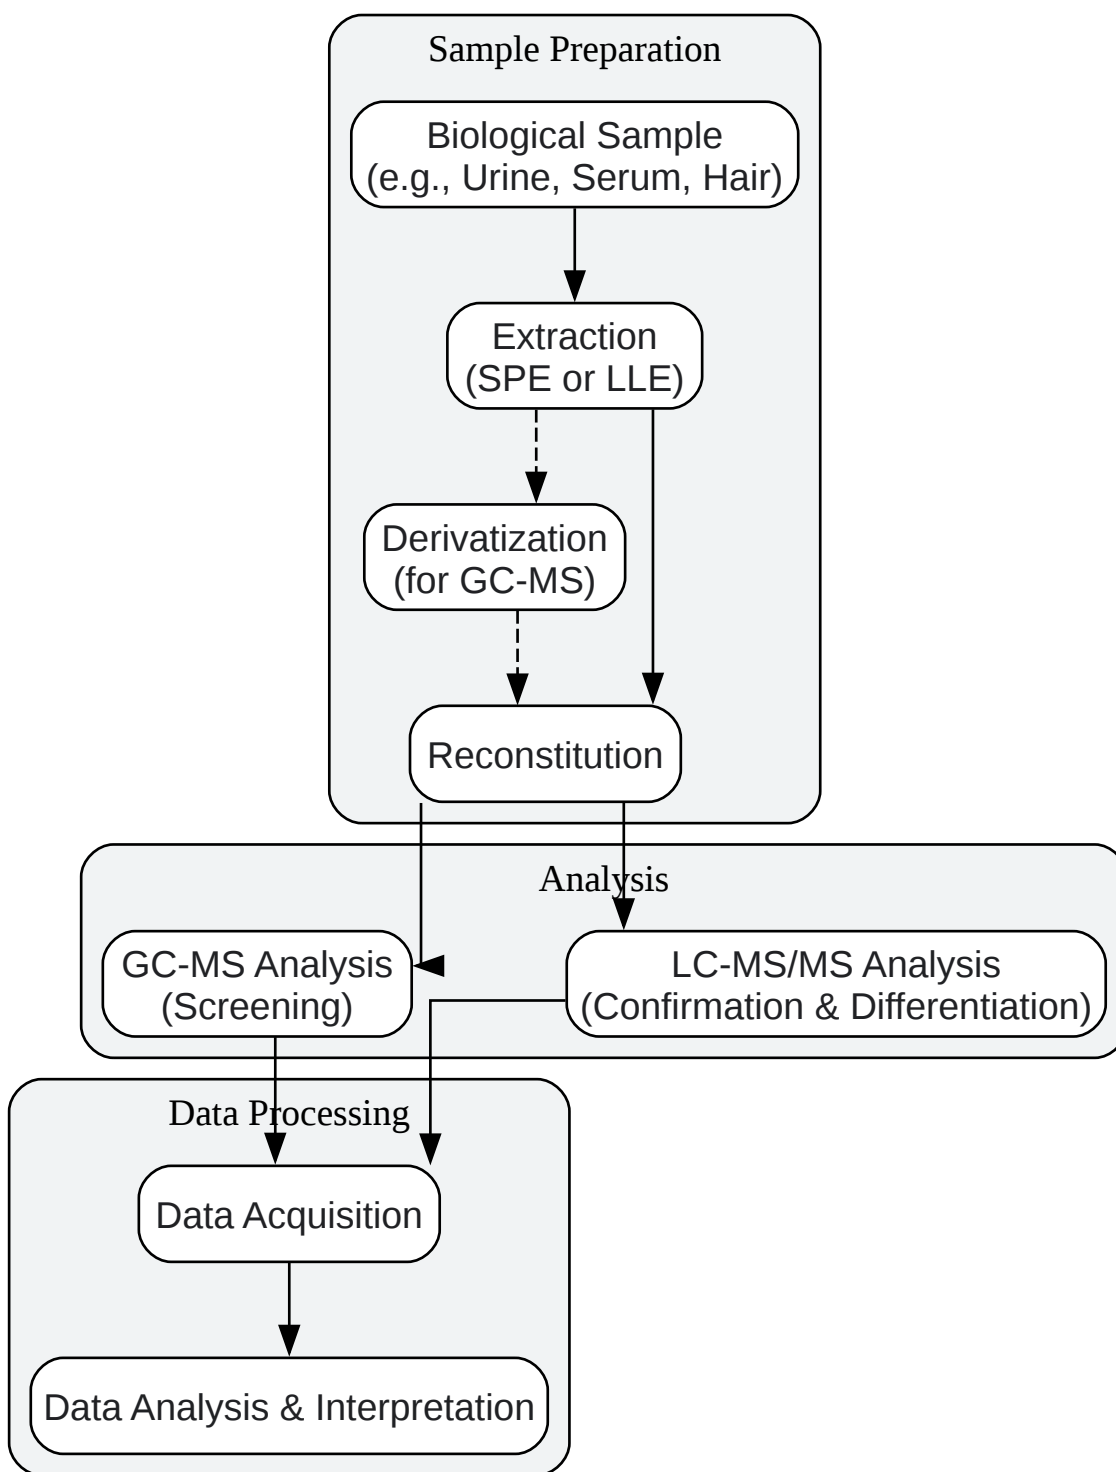 Sample Preparation
Biological Sample
(e.g., Urine, Serum, Hair)
Extraction
(SPE or LLE)
Derivatization
(for GC-MS)
Reconstitution
Analysis
GC-MS Analysis
(Screening)
LC-MS/MS Analysis
(Confirmation & Differentiation)
Data Processing
Data Acquisition
Data Analysis & Interpretation